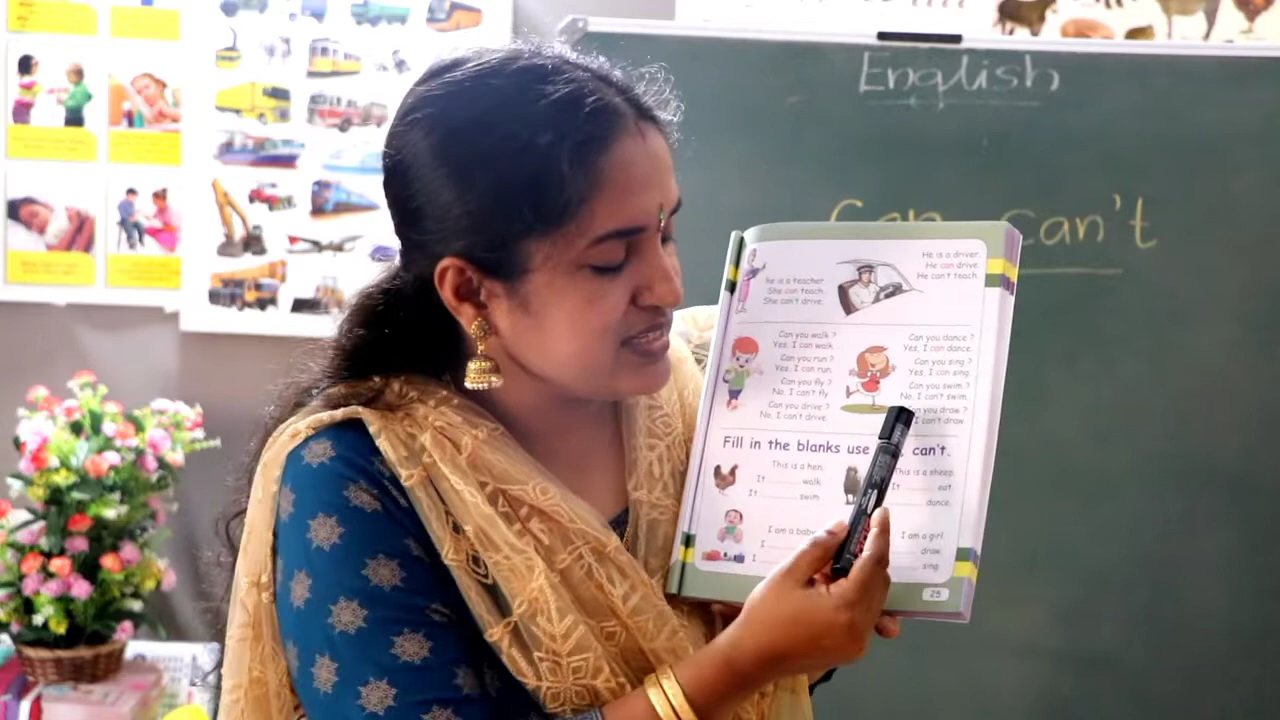 English
Can can't
he is a teacher.
She can teach.
She can't drive.
He is a driver
He can drive.
He can't teach.
Can you walk ?
Yes, I can walk.
Can you run ?
Yes, I can run.
Can you fly ?
No, I can't fly
Can you drive ?
No, I can't drive.
Can you dance ?
Yes, I can dance.
Can you sing ?
Yes, I can sing
Can you swim ?
No, I can't swim.
you draw ?
I can't draw
Fill in the blanks use can't.
This is a hen.
It ........ walk
It ........ swim
This is a sheep.
It ........ eat.
dance.
I am a baby
I
I
I am a girl.
draw
sing.
25